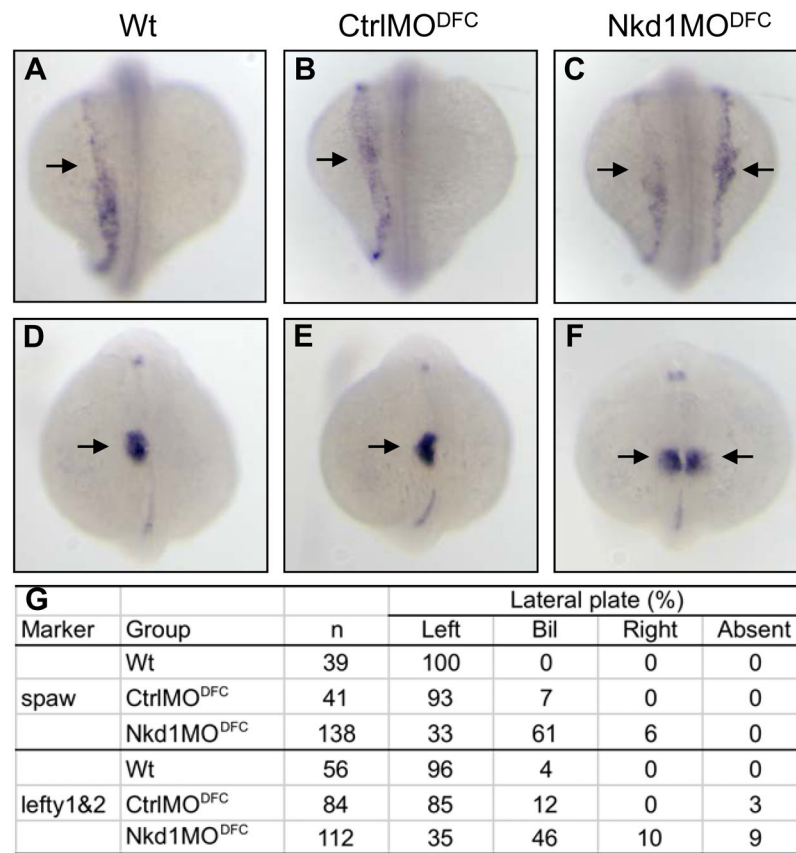 Wt CtrlMO^DFC Nkd1MO^DFC
A B C
D E F
G Lateral plate (%)
Marker Group n Left Bil Right Absent
Wt 39 100 0 0 0
spaw CtrlMO^DFC 41 93 7 0 0
Nkd1MO^DFC 138 33 61 6 0
Wt 56 96 4 0 0
lefty1&2 CtrlMO^DFC 84 85 12 0 3
Nkd1MO^DFC 112 35 46 10 9